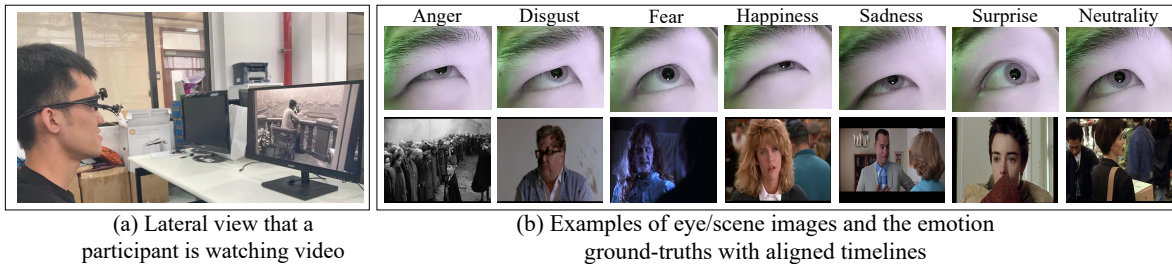 Anger Disgust Fear Happiness Sadness Surprise Neutrality
(a) Lateral view that a
participant is watching video
(b) Examples of eye/scene images and the emotion
ground-truths with aligned timelines